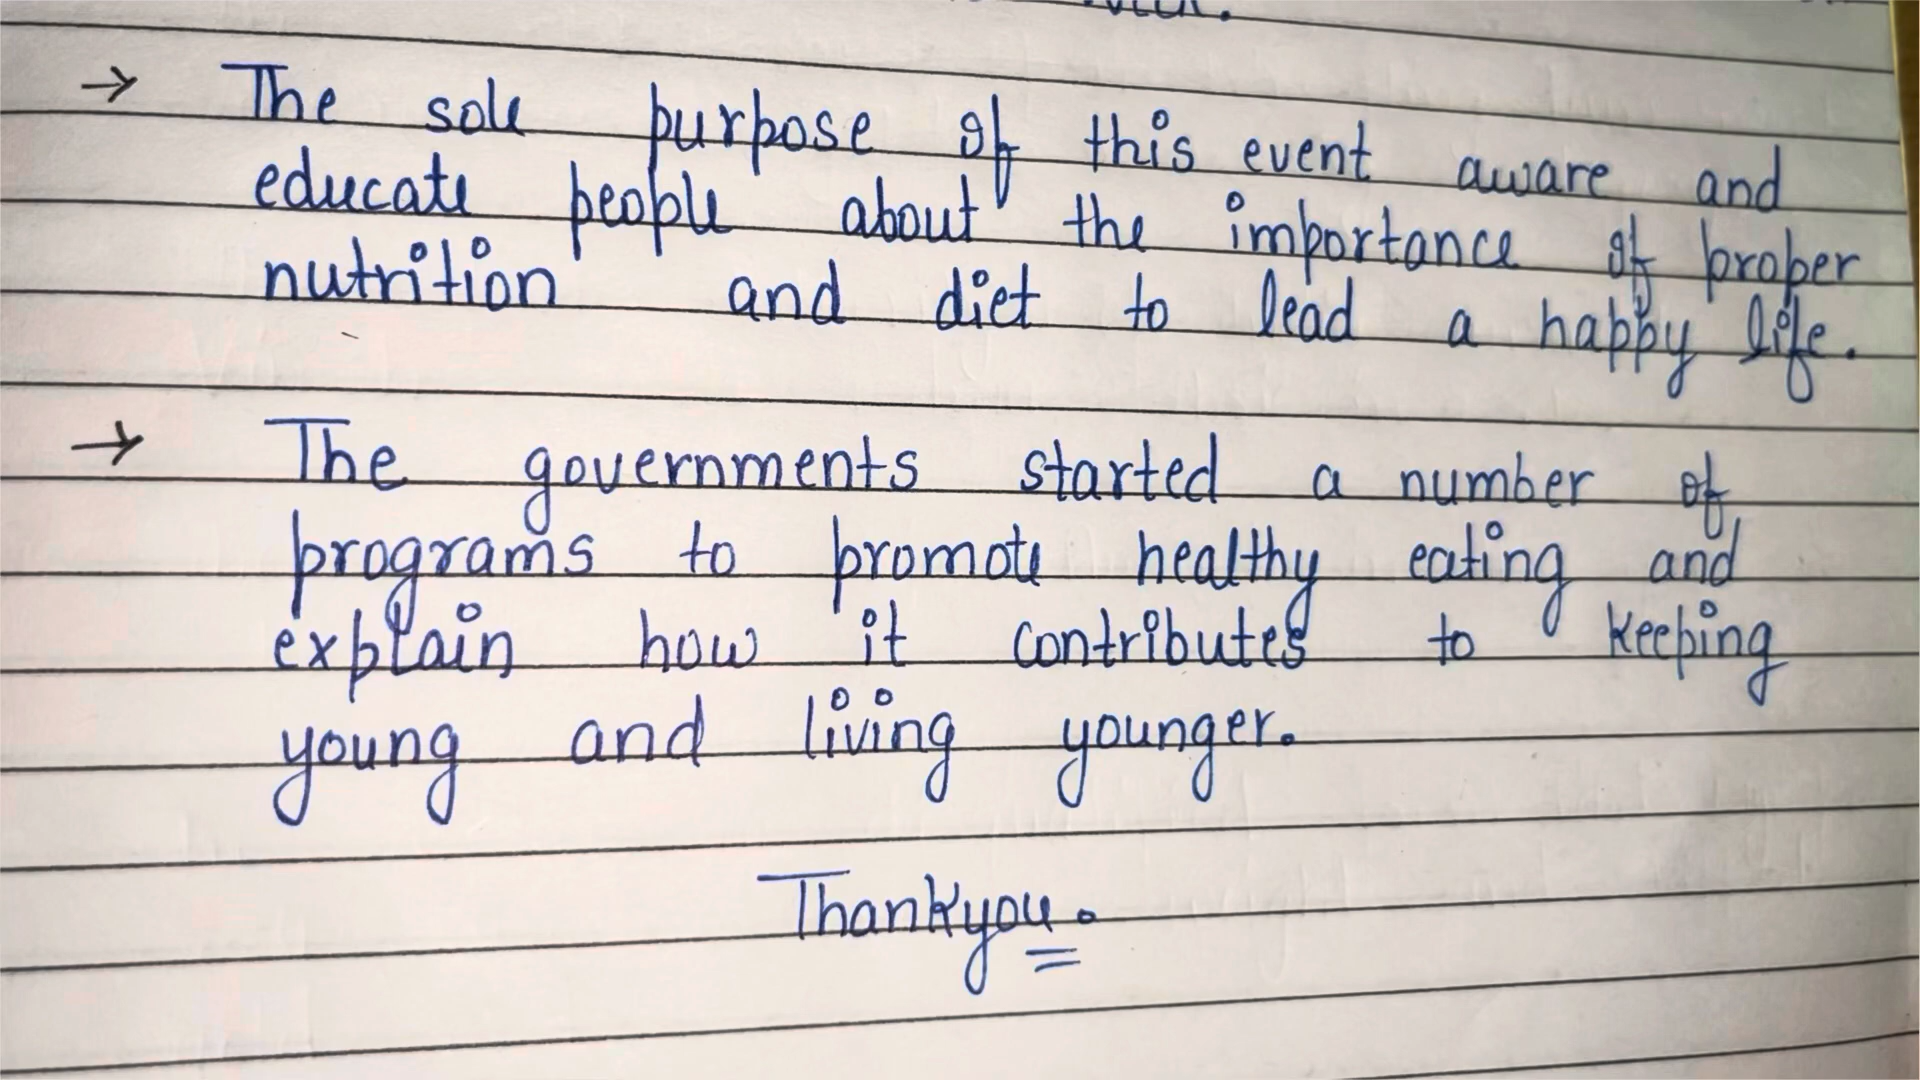 → The sole purpose of this event aware and
educate people about the importance of proper
nutrition and diet to lead a happy life.
→ The governments started a number of
programs to promote healthy eating and
explain how it contributes to keeping
young and living younger.
Thankyou.